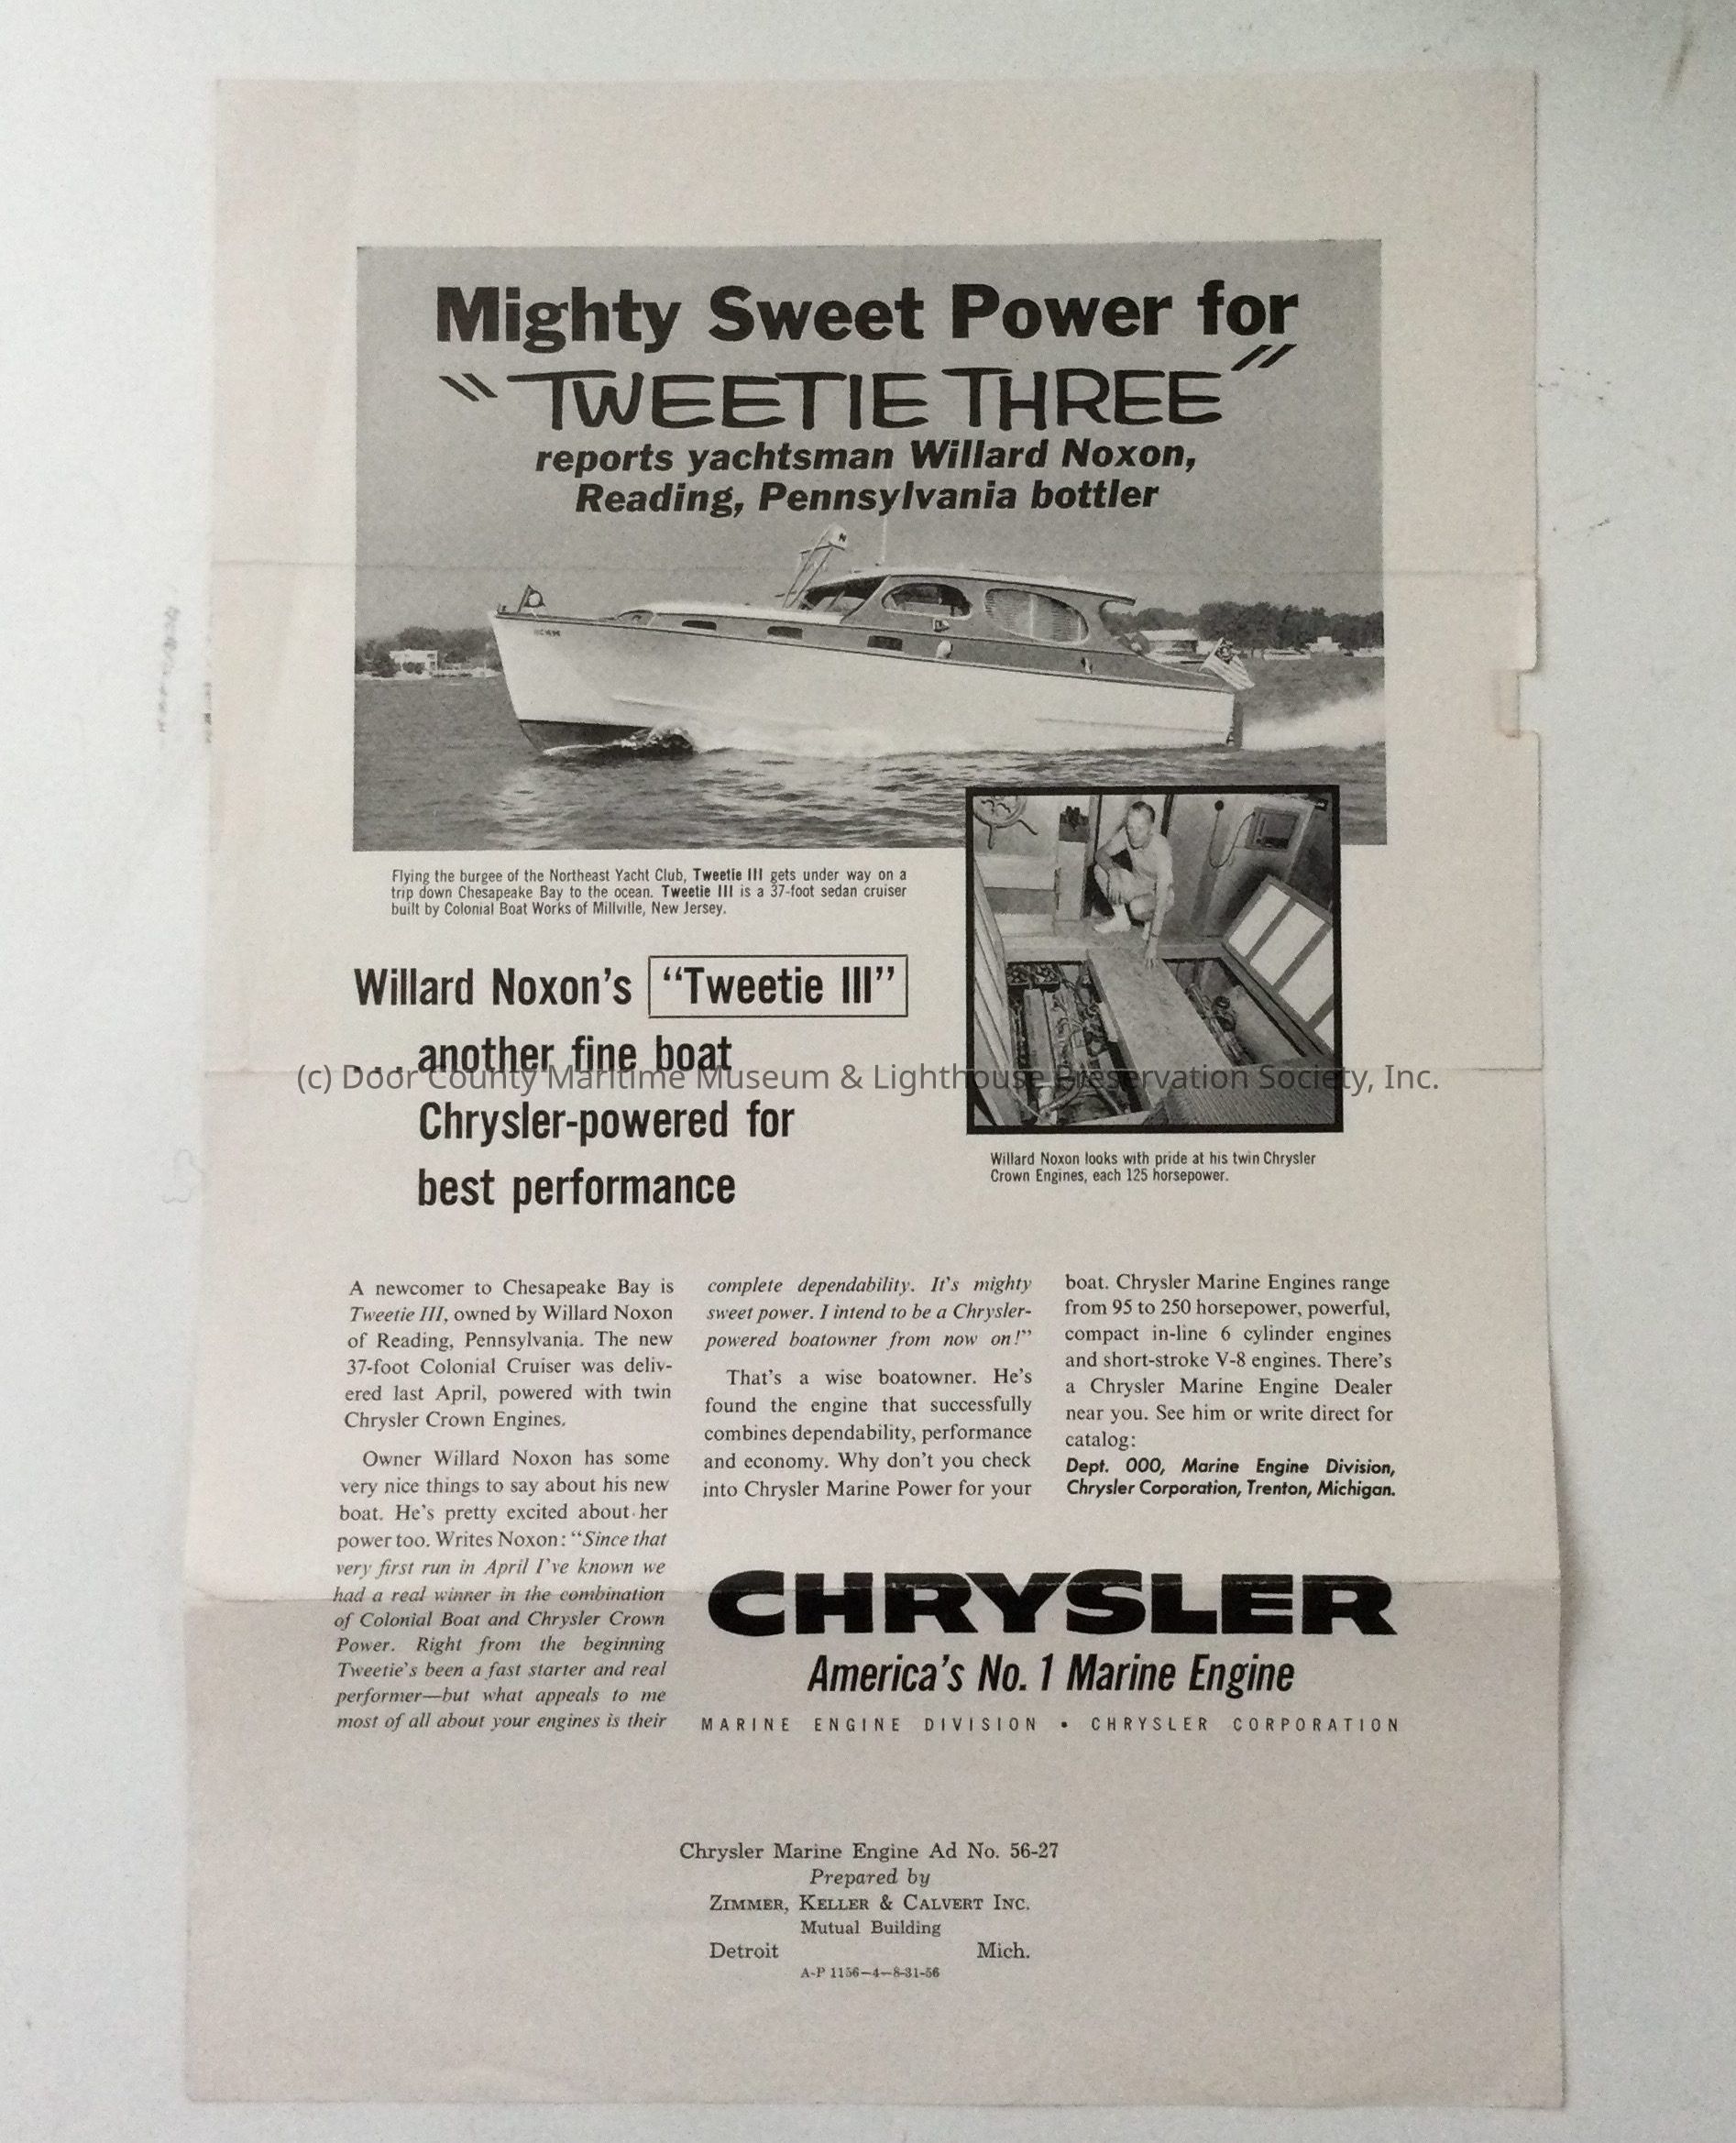 Mighty Sweet Power for
"TWEETIE THREE"
reports yachtsman Willard Noxon,
Reading, Pennsylvania bottler
N
Flying the burgee of the Northeast Yacht Club, Tweetie III gets under way on a
trip down Chesapeake Bay to the ocean. Tweetie III is a 37-foot sedan cruiser
built by Colonial Boat Works of Millville, New Jersey.
Willard Noxon's "Tweetie III"
... another fine boat
(c) Door County Maritime Museum & Lighthouse Preservation Society, Inc.
Chrysler-powered for
best performance
Willard Noxon looks with pride at his twin Chrysler
Crown Engines, each 125 horsepower.
A newcomer to Chesapeake Bay is
Tweetie III, owned by Willard Noxon
of Reading, Pennsylvania. The new
37-foot Colonial Cruiser was deliv-
ered last April, powered with twin
Chrysler Crown Engines.
Owner Willard Noxon has some
very nice things to say about his new
boat. He's pretty excited about her
power too. Writes Noxon: "Since that
very first run in April I've known we
had a real winner in the combination
of Colonial Boat and Chrysler Crown
Power. Right from the beginning
Tweetie's been a fast starter and real
performer—but what appeals to me
most of all about your engines is their
complete dependability. It's mighty
sweet power. I intend to be a Chrysler-
powered boatowner from now on!"
That's a wise boatowner. He's
found the engine that successfully
combines dependability, performance
and economy. Why don't you check
into Chrysler Marine Power for your
boat. Chrysler Marine Engines range
from 95 to 250 horsepower, powerful,
compact in-line 6 cylinder engines
and short-stroke V-8 engines. There's
a Chrysler Marine Engine Dealer
near you. See him or write direct for
catalog:
Dept. 000, Marine Engine Division,
Chrysler Corporation, Trenton, Michigan.
CHRYSLER
America's No. 1 Marine Engine
MARINE ENGINE DIVISION • CHRYSLER CORPORATION
Chrysler Marine Engine Ad No. 56-27
Prepared by
ZIMMER, KELLER & CALVERT INC.
Mutual Building
Detroit Mich.
A-P 1156—4—8-31-56